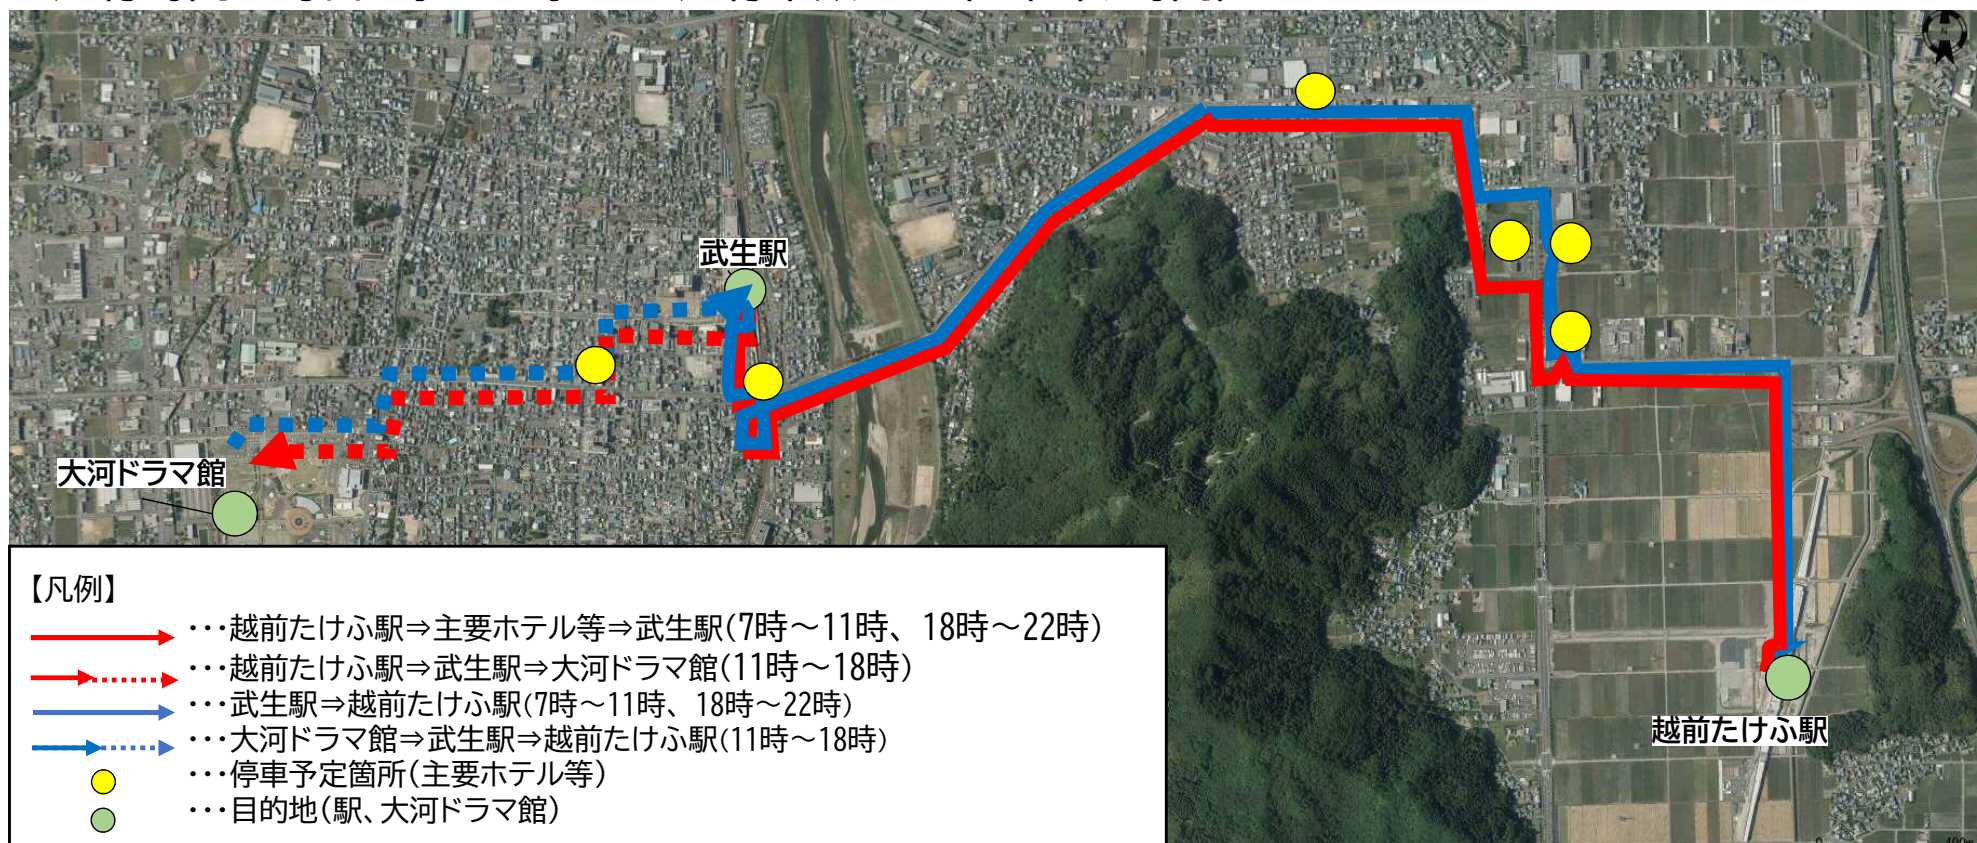 武生駅
大河ドラマ館
越前たけふ駅
【凡例】
・・・越前たけふ駅⇒主要ホテル等⇒武生駅(7時～11時、18時～22時)
・・・越前たけふ駅⇒武生駅⇒大河ドラマ館(11時～18時)
・・・武生駅⇒越前たけふ駅(7時～11時、18時～22時)
・・・大河ドラマ館⇒武生駅⇒越前たけふ駅(11時～18時)
・・・停車予定箇所(主要ホテル等)
・・・目的地(駅、大河ドラマ館)